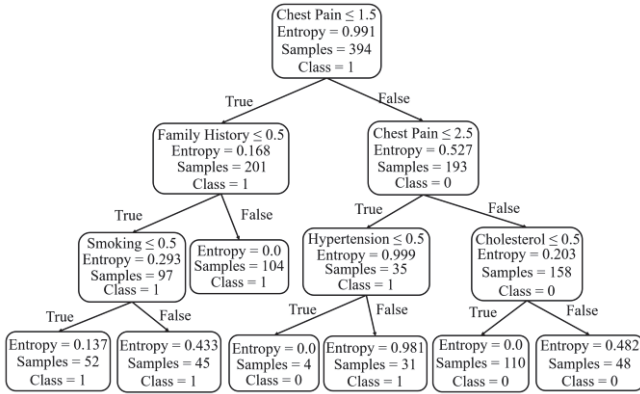 Chest Pain ≤ 1.5
Entropy = 0.991
Samples = 394
Class = 1
True
False
Family History ≤ 0.5
Entropy = 0.168
Samples = 201
Class = 1
Chest Pain ≤ 2.5
Entropy = 0.527
Samples = 193
Class = 0
True
False
True
False
Smoking ≤ 0.5
Entropy = 0.293
Samples = 97
Class = 1
Entropy = 0.0
Samples = 104
Class = 1
Hypertension ≤ 0.5
Entropy = 0.999
Samples = 35
Class = 1
Cholesterol ≤ 0.5
Entropy = 0.203
Samples = 158
Class = 0
True
False
True
False
True
False
Entropy = 0.137
Samples = 52
Class = 1
Entropy = 0.433
Samples = 45
Class = 1
Entropy = 0.0
Samples = 4
Class = 0
Entropy = 0.981
Samples = 31
Class = 1
Entropy = 0.0
Samples = 110
Class = 0
Entropy = 0.482
Samples = 48
Class = 0